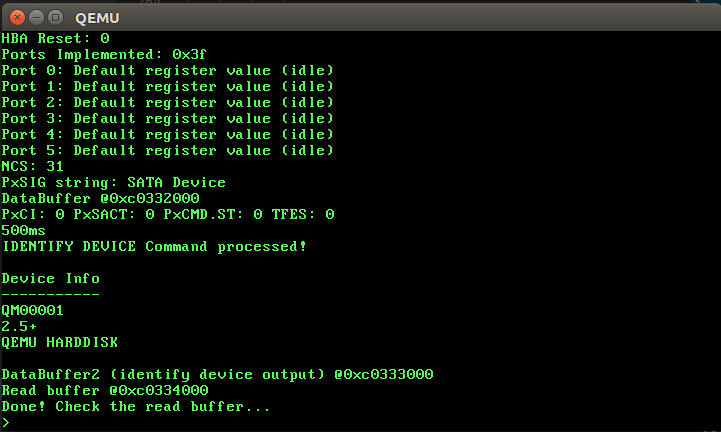 QEMU
HBA Reset: 0
Ports Implemented: 0x3f
Port 0: Default register value (idle)
Port 1: Default register value (idle)
Port 2: Default register value (idle)
Port 3: Default register value (idle)
Port 4: Default register value (idle)
Port 5: Default register value (idle)
NCS: 31
PxSIG string: SATA Device
DataBuffer @0xc0332000
PxCI: 0 PxSACT: 0 PxCMD.ST: 0 TFES: 0
500ms
IDENTIFY DEVICE Command processed!
Device Info
-----------
QM00001
2.5+
QEMU HARDDISK
DataBuffer2 (identify device output) @0xc0333000
Read buffer @0xc0334000
Done! Check the read buffer...
>